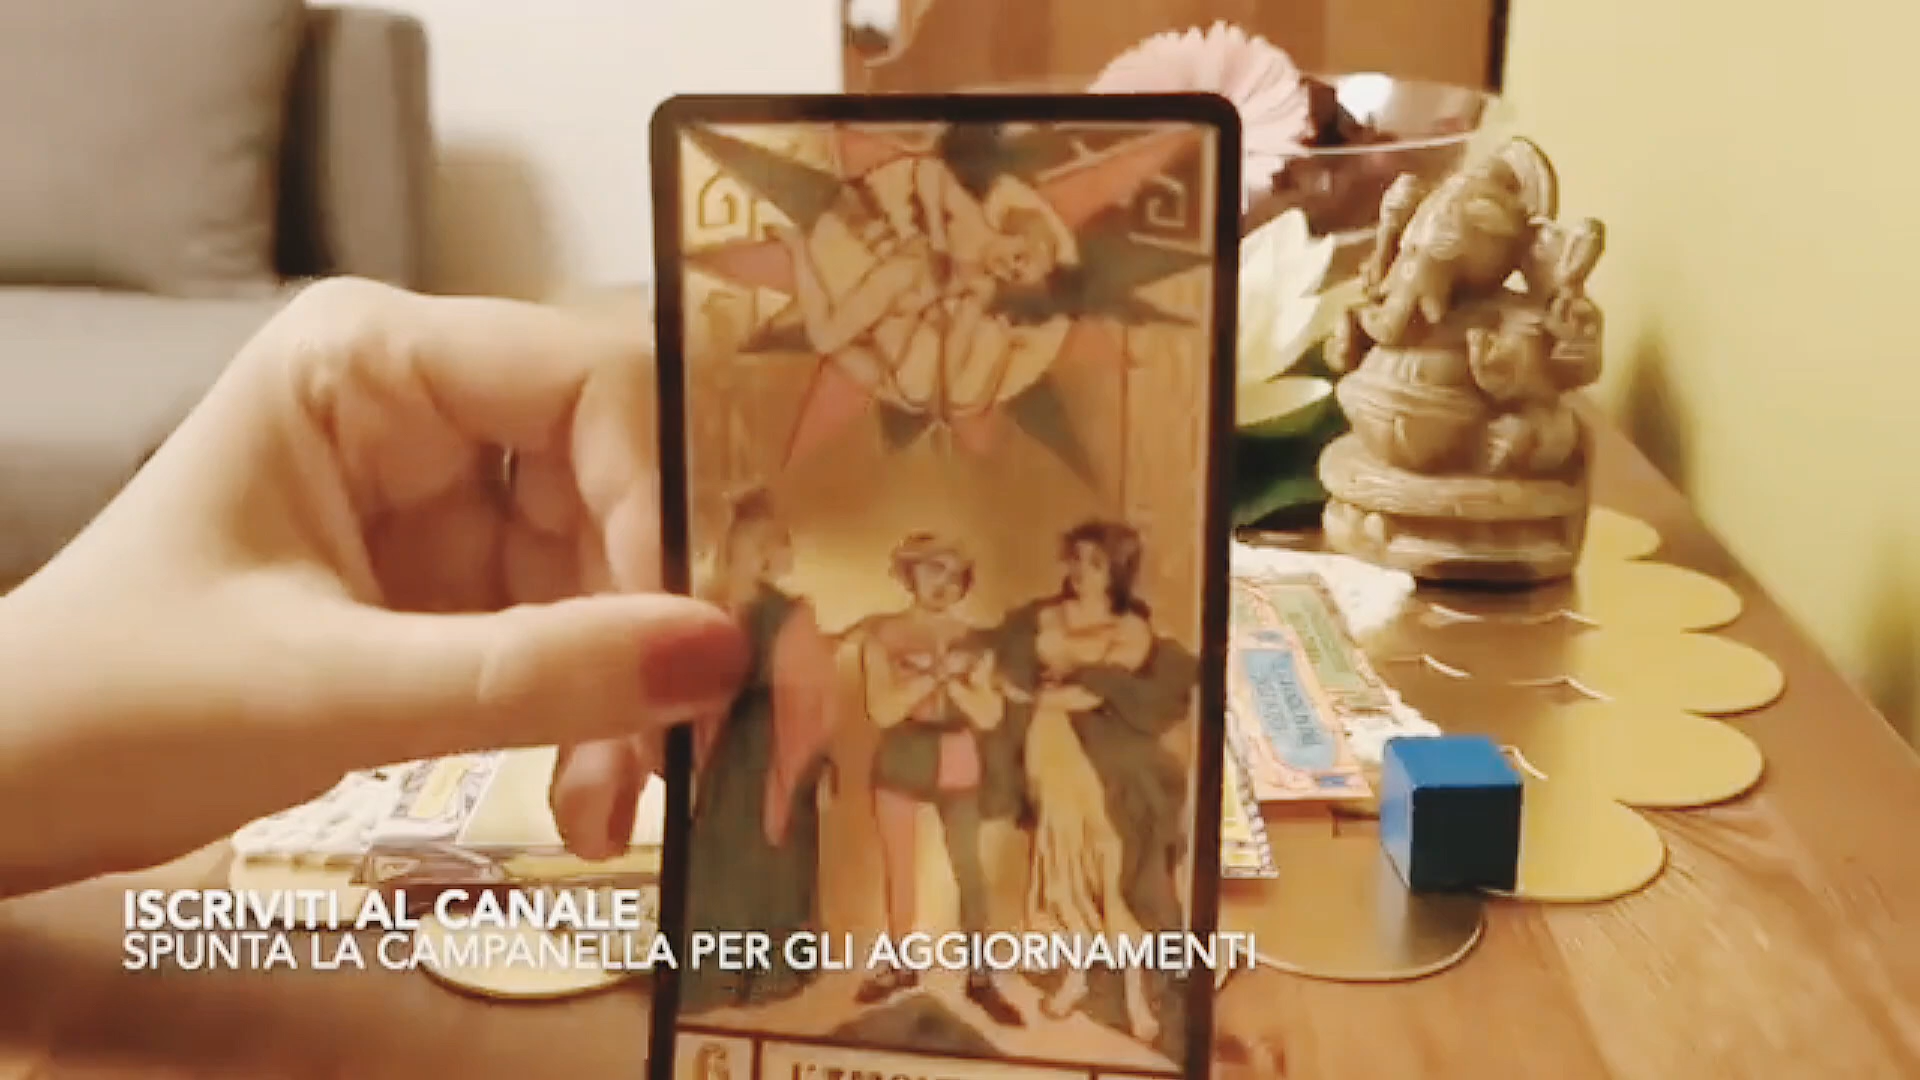 ISCRIVITI AL CANALE
SPUNTA LA CAMPANELLA PER GLI AGGIORNAMENTI